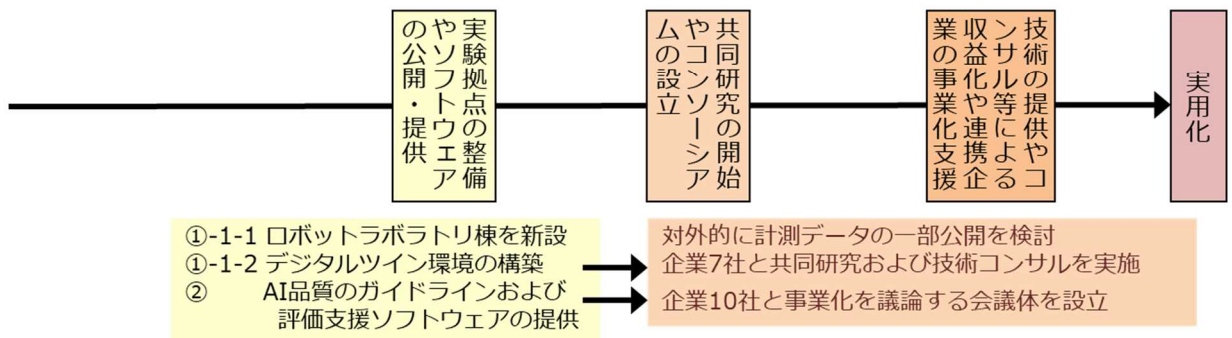 実験拠点の整備
やソフトウェア
の公開・提供
共同研究の開始
やコンソーシア
ムの設立
技術の提供やコ
ンサル等による
収益化や連携企
業の事業化支援
実用化
①-1-1 ロボットラボラトリ棟を新設
①-1-2 デジタルツイン環境の構築
② AI品質のガイドラインおよび
評価支援ソフトウェアの提供
対外的に計測データの一部公開を検討
企業7社と共同研究および技術コンサルを実施
企業10社と事業化を議論する会議体を設立